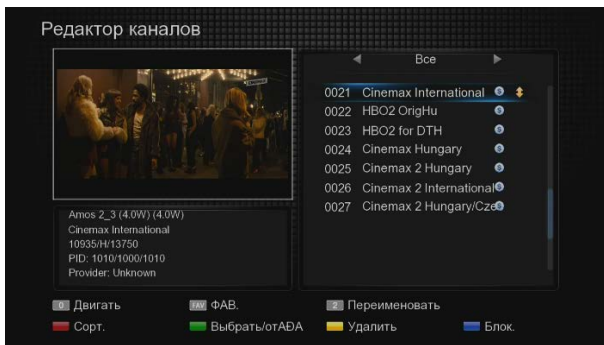 Редактор каналов
Все
0021 Cinemax International
0022 HBO2 OrigHu
0023 HBO2 for DTH
0024 Cinemax Hungary
0025 Cinemax 2 Hungary
0026 Cinemax 2 International
0027 Cinemax 2 Hungary/Cze
Amos 2_3 (4.0W) (4.0W)
Cinemax International
10935/H/13750
PID: 1010/1000/1010
Provider: Unknown
0 Двигать
FAV ФАВ.
2 Переименовать
Сорт.
Выбрать/отАĐА
Удалить
Блок.